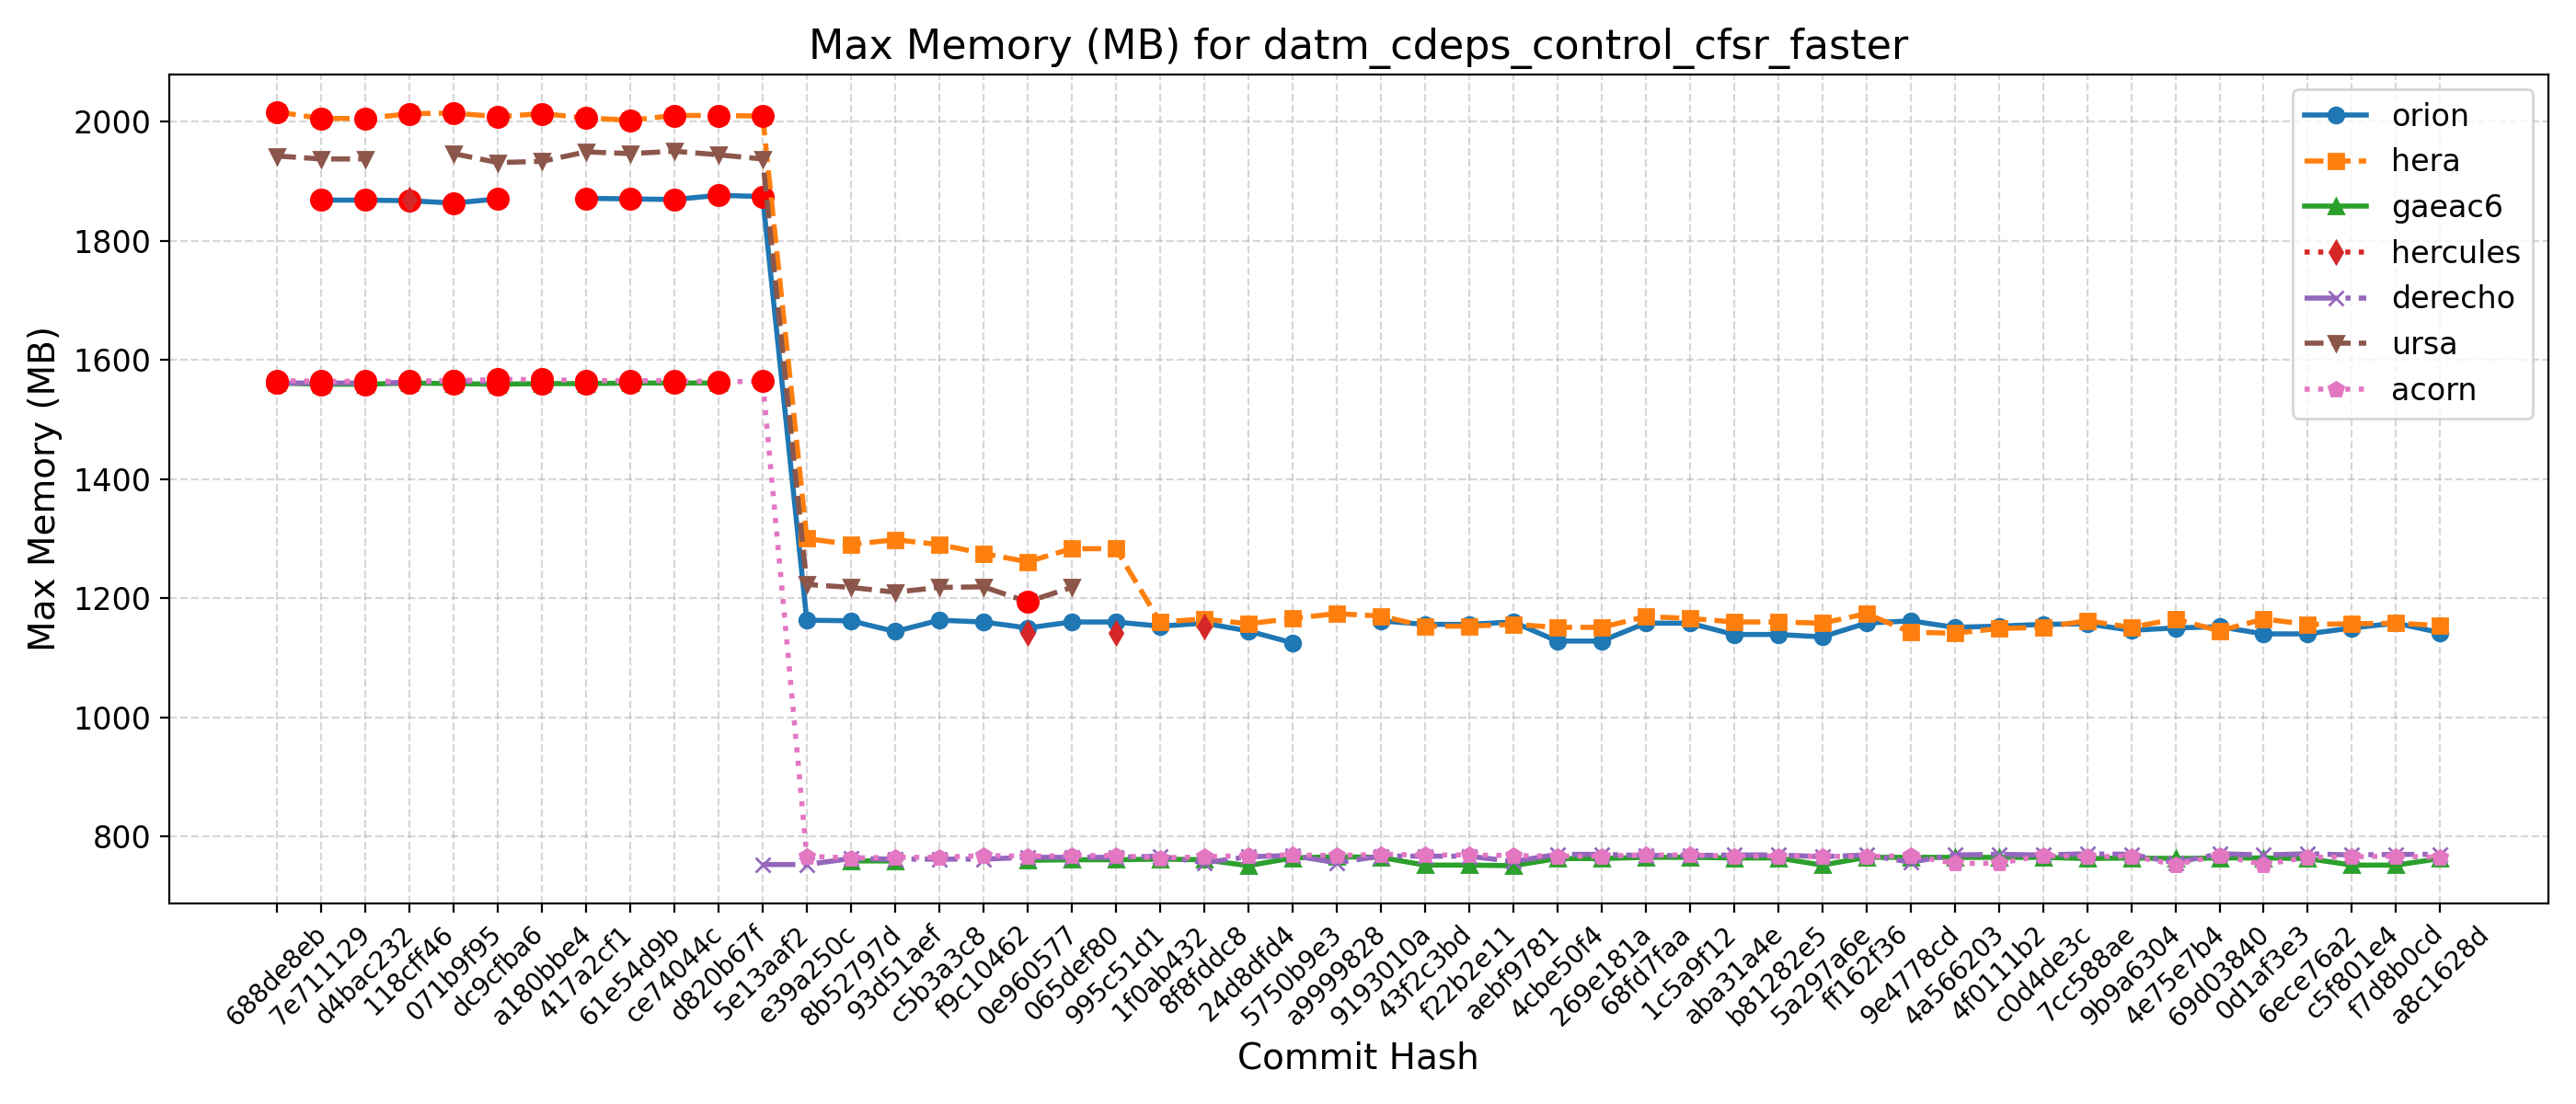 Max Memory (MB) for datm_cdeps_control_cfsr_faster
Max Memory (MB)
2000
1800
1600
1400
1200
1000
800
orion
hera
gaeac6
hercules
derecho
ursa
acorn
688de8eb
7e711129
d4bac232
118cff46
071b9f95
dc9cfba6
a180bbe4
417a2cf1
61e54d9b
ce74044c
d820b67f
5e13aaf2
e39a250c
8b52797d
93d51aef
c5b3a3c8
f9c10462
0e960577
065def80
995c51d1
1f0ab432
8f8fddc8
24d8dfd4
5750b9e3
a9999828
9193010a
43f2c3bd
f22b2e11
aebf9781
4cbe50f4
269e181a
68fd7faa
1c5a9f12
aba31a4e
b81282e5
5a297a6e
ff162f36
9e4778cd
4a566203
4f0111b2
c0d4de3c
7cc588ae
9b9a6304
4e75e7b4
69d03840
0d1af3e3
6ece76a2
c5f801e4
f7d8b0cd
a8c1628d
Commit Hash